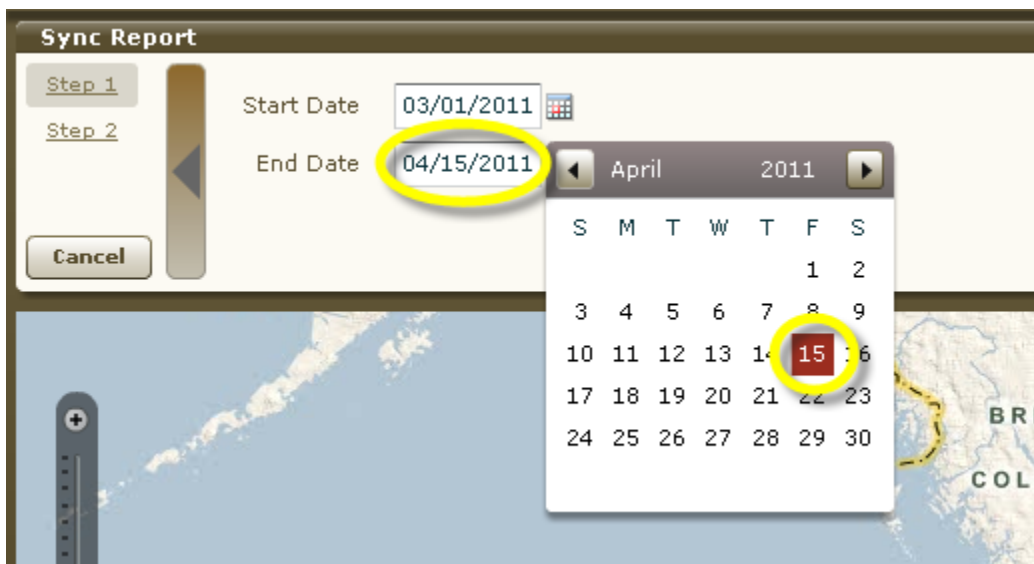 Sync Report
Step 1
Step 2
Cancel
Start Date 03/01/2011
End Date 04/15/2011
April 2011
S M T W T F S
1 2
3 4 5 6 7 8 9
10 11 12 13 14 15 16
17 18 19 20 21 22 23
24 25 26 27 28 29 30
BRI
COL